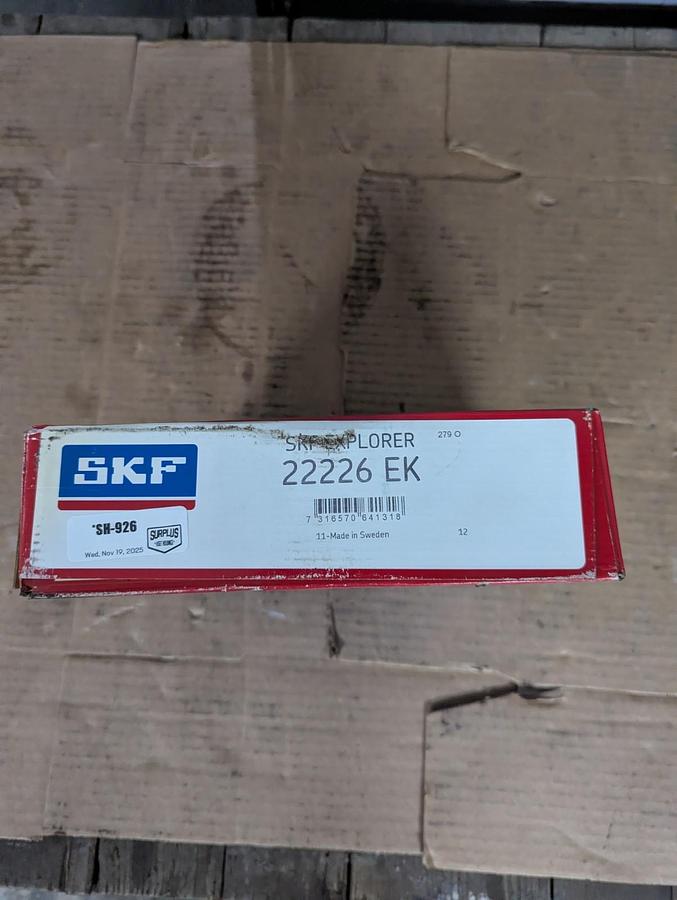 SKF EXPLORER
279 O
22226 EK
SKF
7 316570 641318
11-Made in Sweden
12
*SH-926
SURPLUS
Wed, Nov 19, 2025